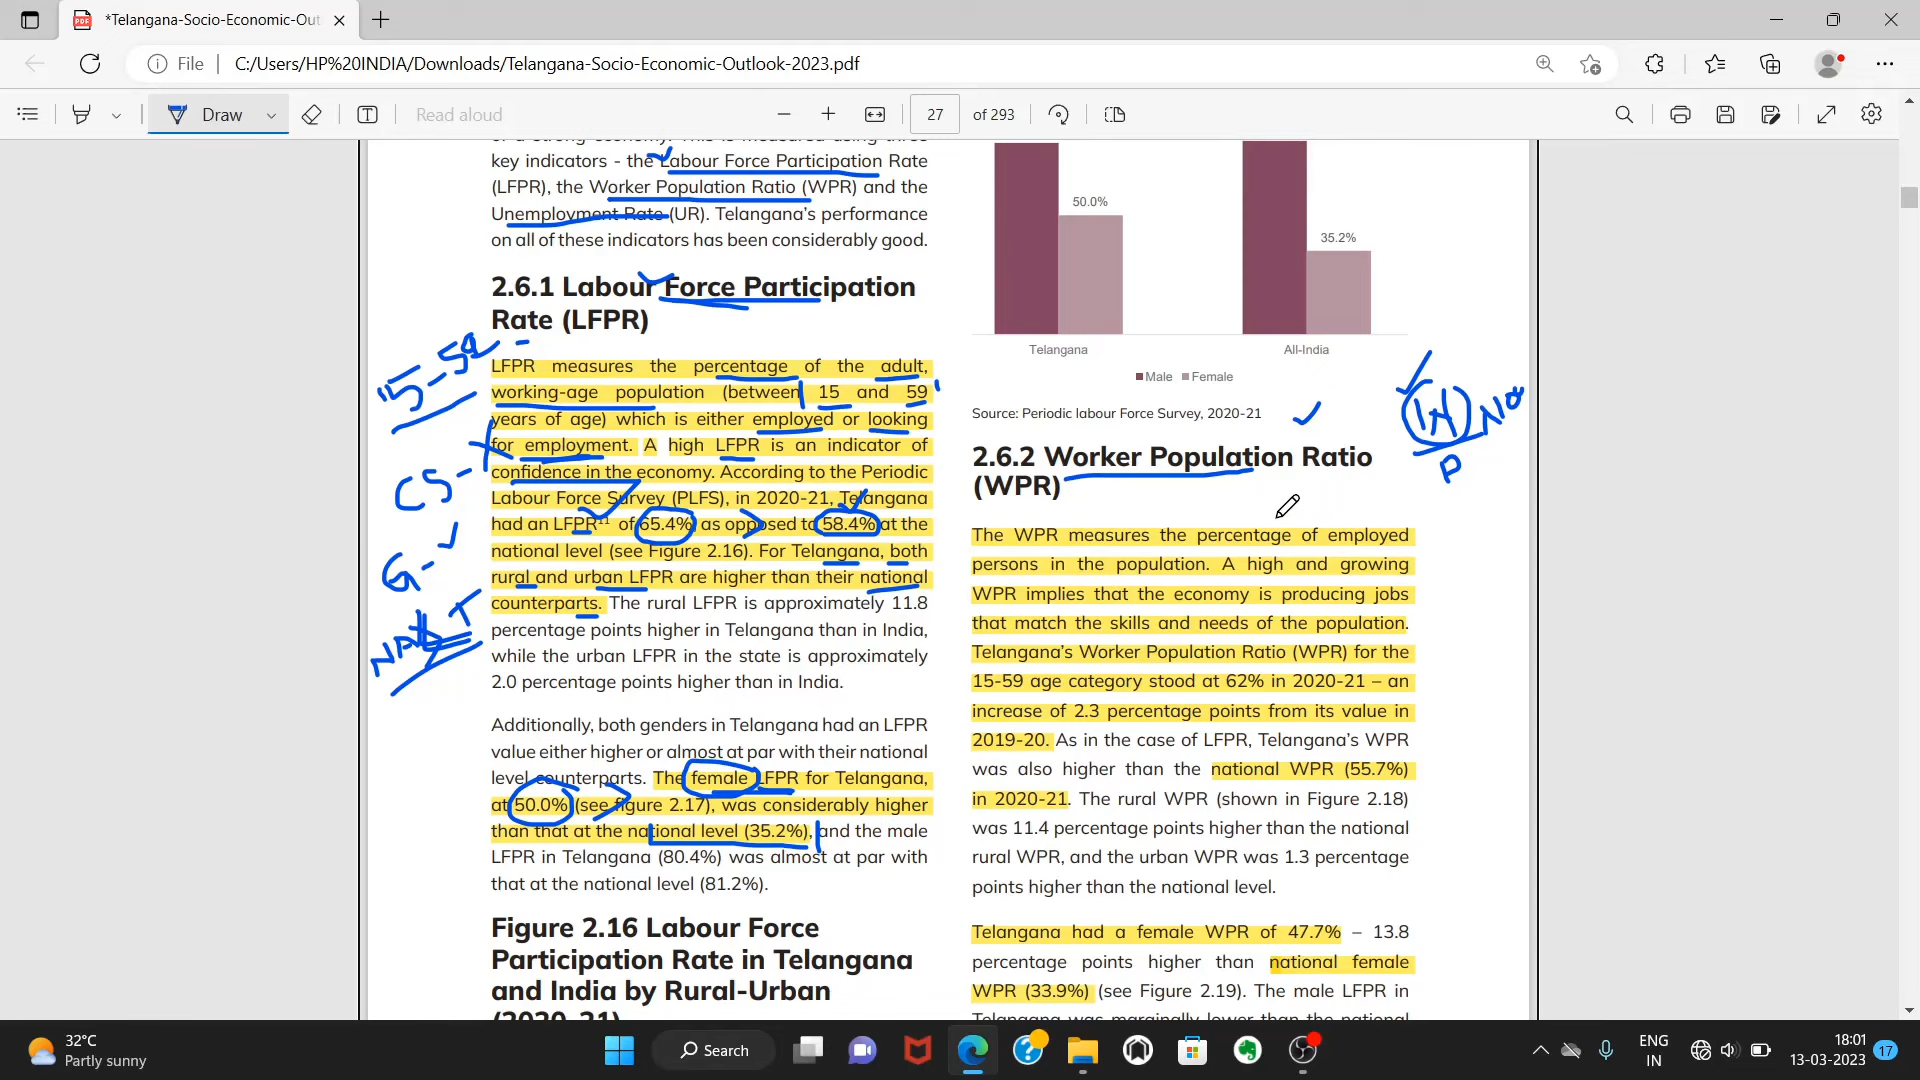 *Telangana-Socio-Economic-Out
File
C:/Users/HP%20INDIA/Downloads/Telangana-Socio-Economic-Outlook-2023.pdf
Draw
Read aloud
27
of 293
of a strong economy. This is measured using three
key indicators - the Labour Force Participation Rate
(LFPR), the Worker Population Ratio (WPR) and the
Unemployment Rate (UR). Telangana's performance
on all of these indicators has been considerably good.
2.6.1 Labour Force Participation
Rate (LFPR)
LFPR measures the percentage of the adult,
working-age population (between 15 and 59
years of age) which is either employed or looking
for employment. A high LFPR is an indicator of
confidence in the economy. According to the Periodic
Labour Force Survey (PLFS), in 2020-21, Telangana
had an LFPR11 of 65.4% as opposed to 58.4% at the
national level (see Figure 2.16). For Telangana, both
rural and urban LFPR are higher than their national
counterparts. The rural LFPR is approximately 11.8
percentage points higher in Telangana than in India,
while the urban LFPR in the state is approximately
2.0 percentage points higher than in India.
Additionally, both genders in Telangana had an LFPR
value either higher or almost at par with their national
level counterparts. The female LFPR for Telangana,
at 50.0% (see figure 2.17), was considerably higher
than that at the national level (35.2%), and the male
LFPR in Telangana (80.4%) was almost at par with
that at the national level (81.2%).
Figure 2.16 Labour Force
Participation Rate in Telangana
and India by Rural-Urban
(2020-21)
15-59
CS-
G-
50.0%
35.2%
Telangana
All-India
Male
Female
Source: Periodic labour Force Survey, 2020-21
2.6.2 Worker Population Ratio
(WPR)
The WPR measures the percentage of employed
persons in the population. A high and growing
WPR implies that the economy is producing jobs
that match the skills and needs of the population.
Telangana's Worker Population Ratio (WPR) for the
15-59 age category stood at 62% in 2020-21 – an
increase of 2.3 percentage points from its value in
2019-20. As in the case of LFPR, Telangana's WPR
was also higher than the national WPR (55.7%)
in 2020-21. The rural WPR (shown in Figure 2.18)
was 11.4 percentage points higher than the national
rural WPR, and the urban WPR was 1.3 percentage
points higher than the national level.
Telangana had a female WPR of 47.7% – 13.8
percentage points higher than national female
WPR (33.9%) (see Figure 2.19). The male LFPR in
Telangana was marginally lower than the national
P
32°C
Partly sunny
Search
ENG
IN
18:01
13-03-2023
17